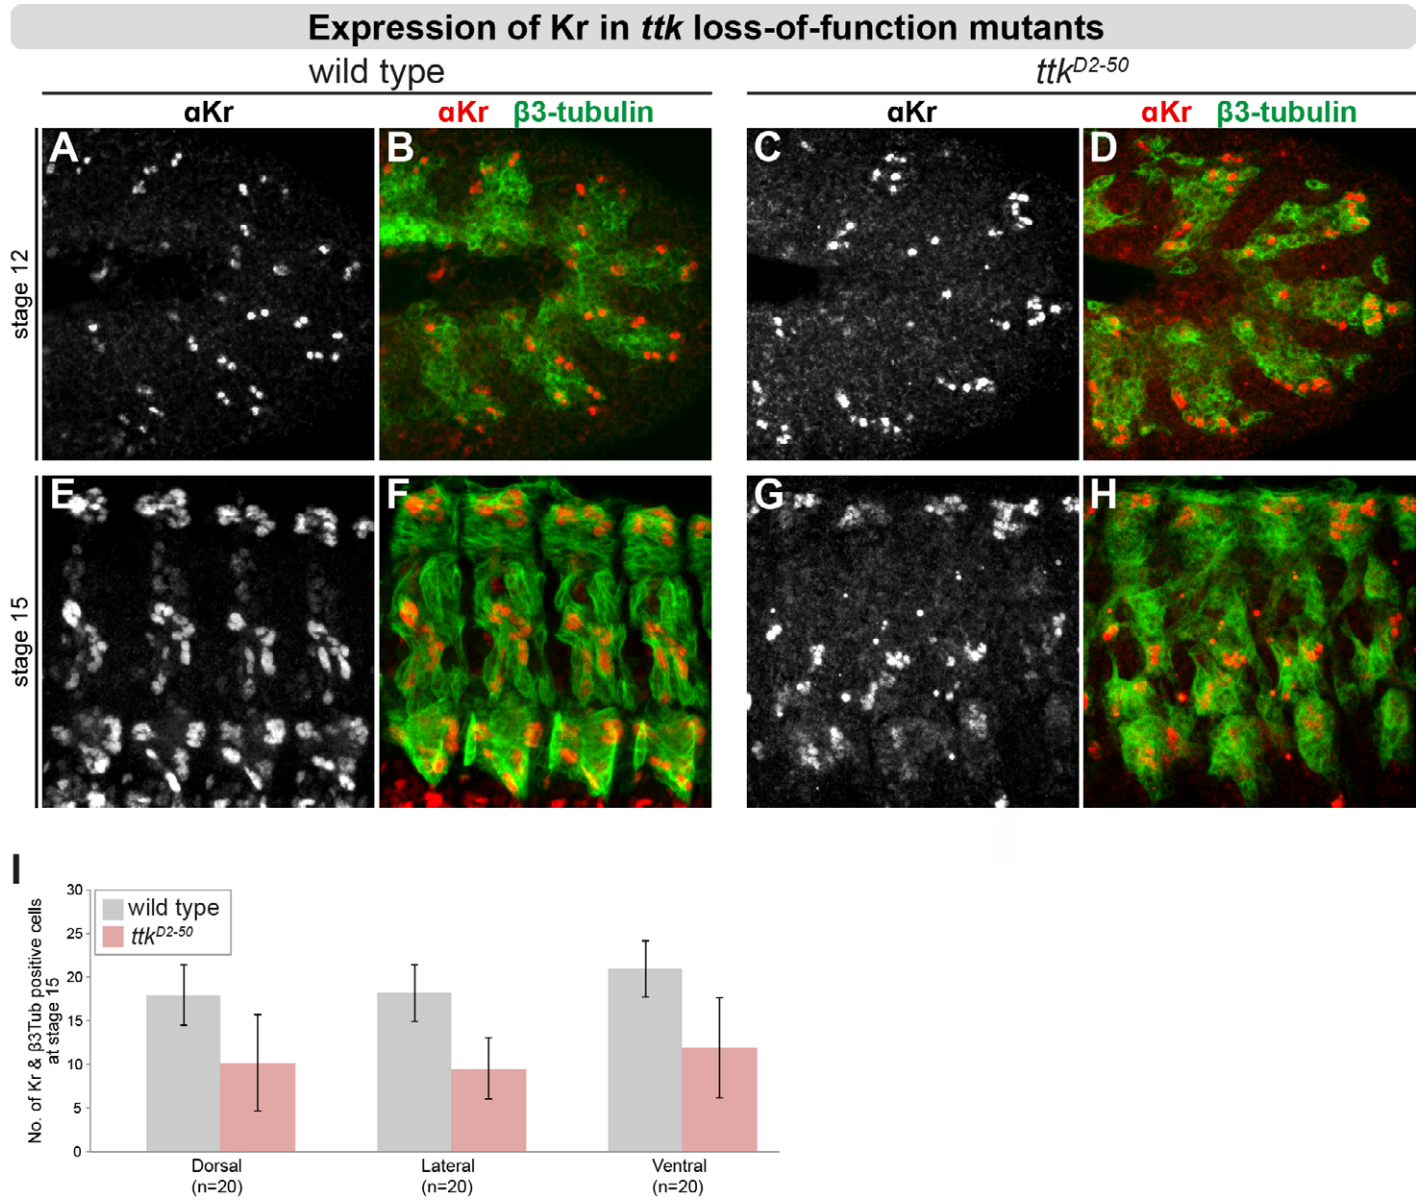 Expression of Kr in ttk loss-of-function mutants
wild type
ttkD2-50
αKr
αKr β3-tubulin
αKr
αKr β3-tubulin
stage 12
A
B
C
D
stage 15
E
F
G
H
I
No. of Kr & β3Tub positive cells
at stage 15
30
25
20
15
10
5
0
wild type
ttkD2-50
Dorsal
(n=20)
Lateral
(n=20)
Ventral
(n=20)